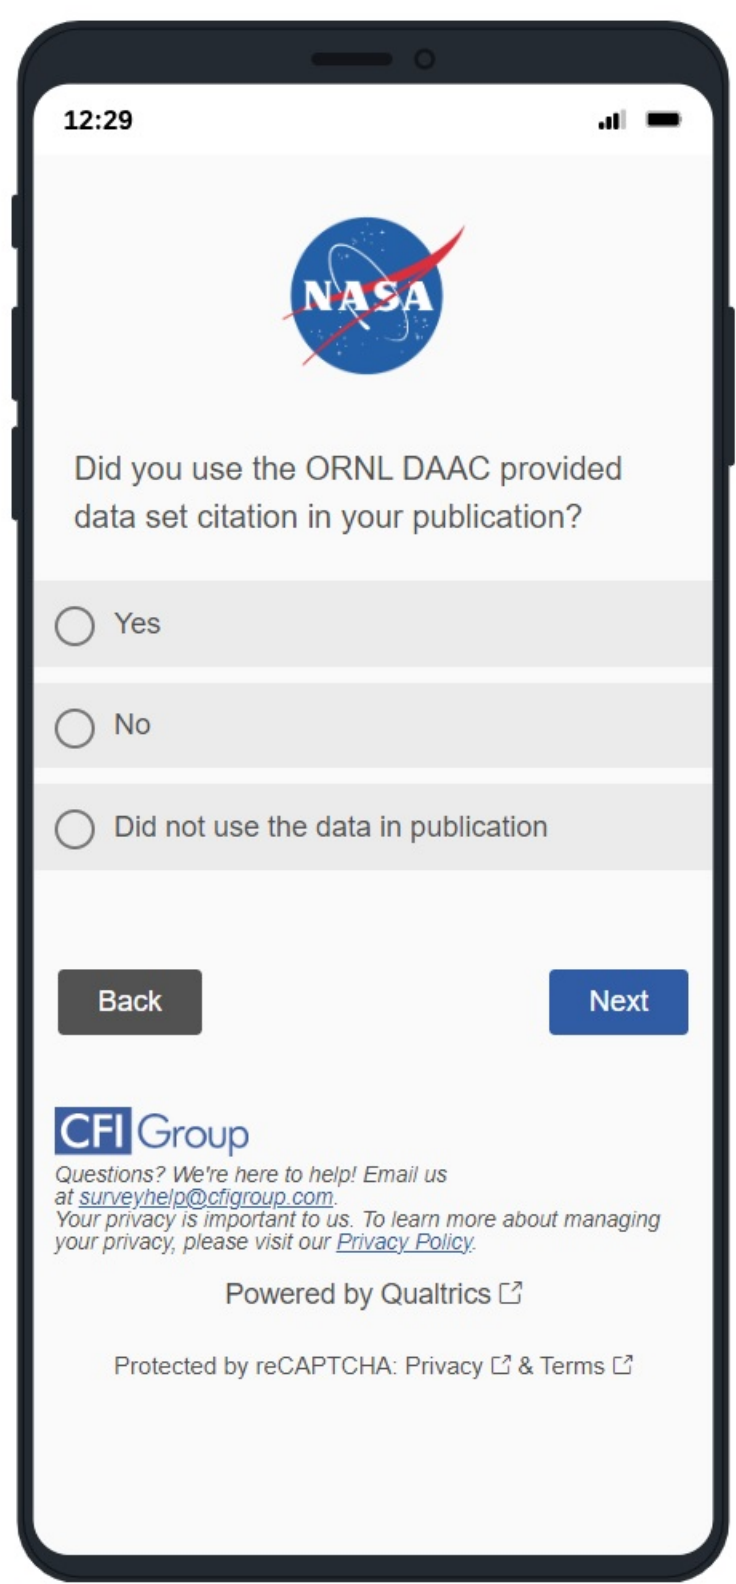 12:29
NASA
Did you use the ORNL DAAC provided
data set citation in your publication?
Yes
No
Did not use the data in publication
Back
Next
CFI Group
Questions? We're here to help! Email us
at surveyhelp@cfigroup.com.
Your privacy is important to us. To learn more about managing
your privacy, please visit our Privacy Policy.
Powered by Qualtrics
Protected by reCAPTCHA: Privacy & Terms